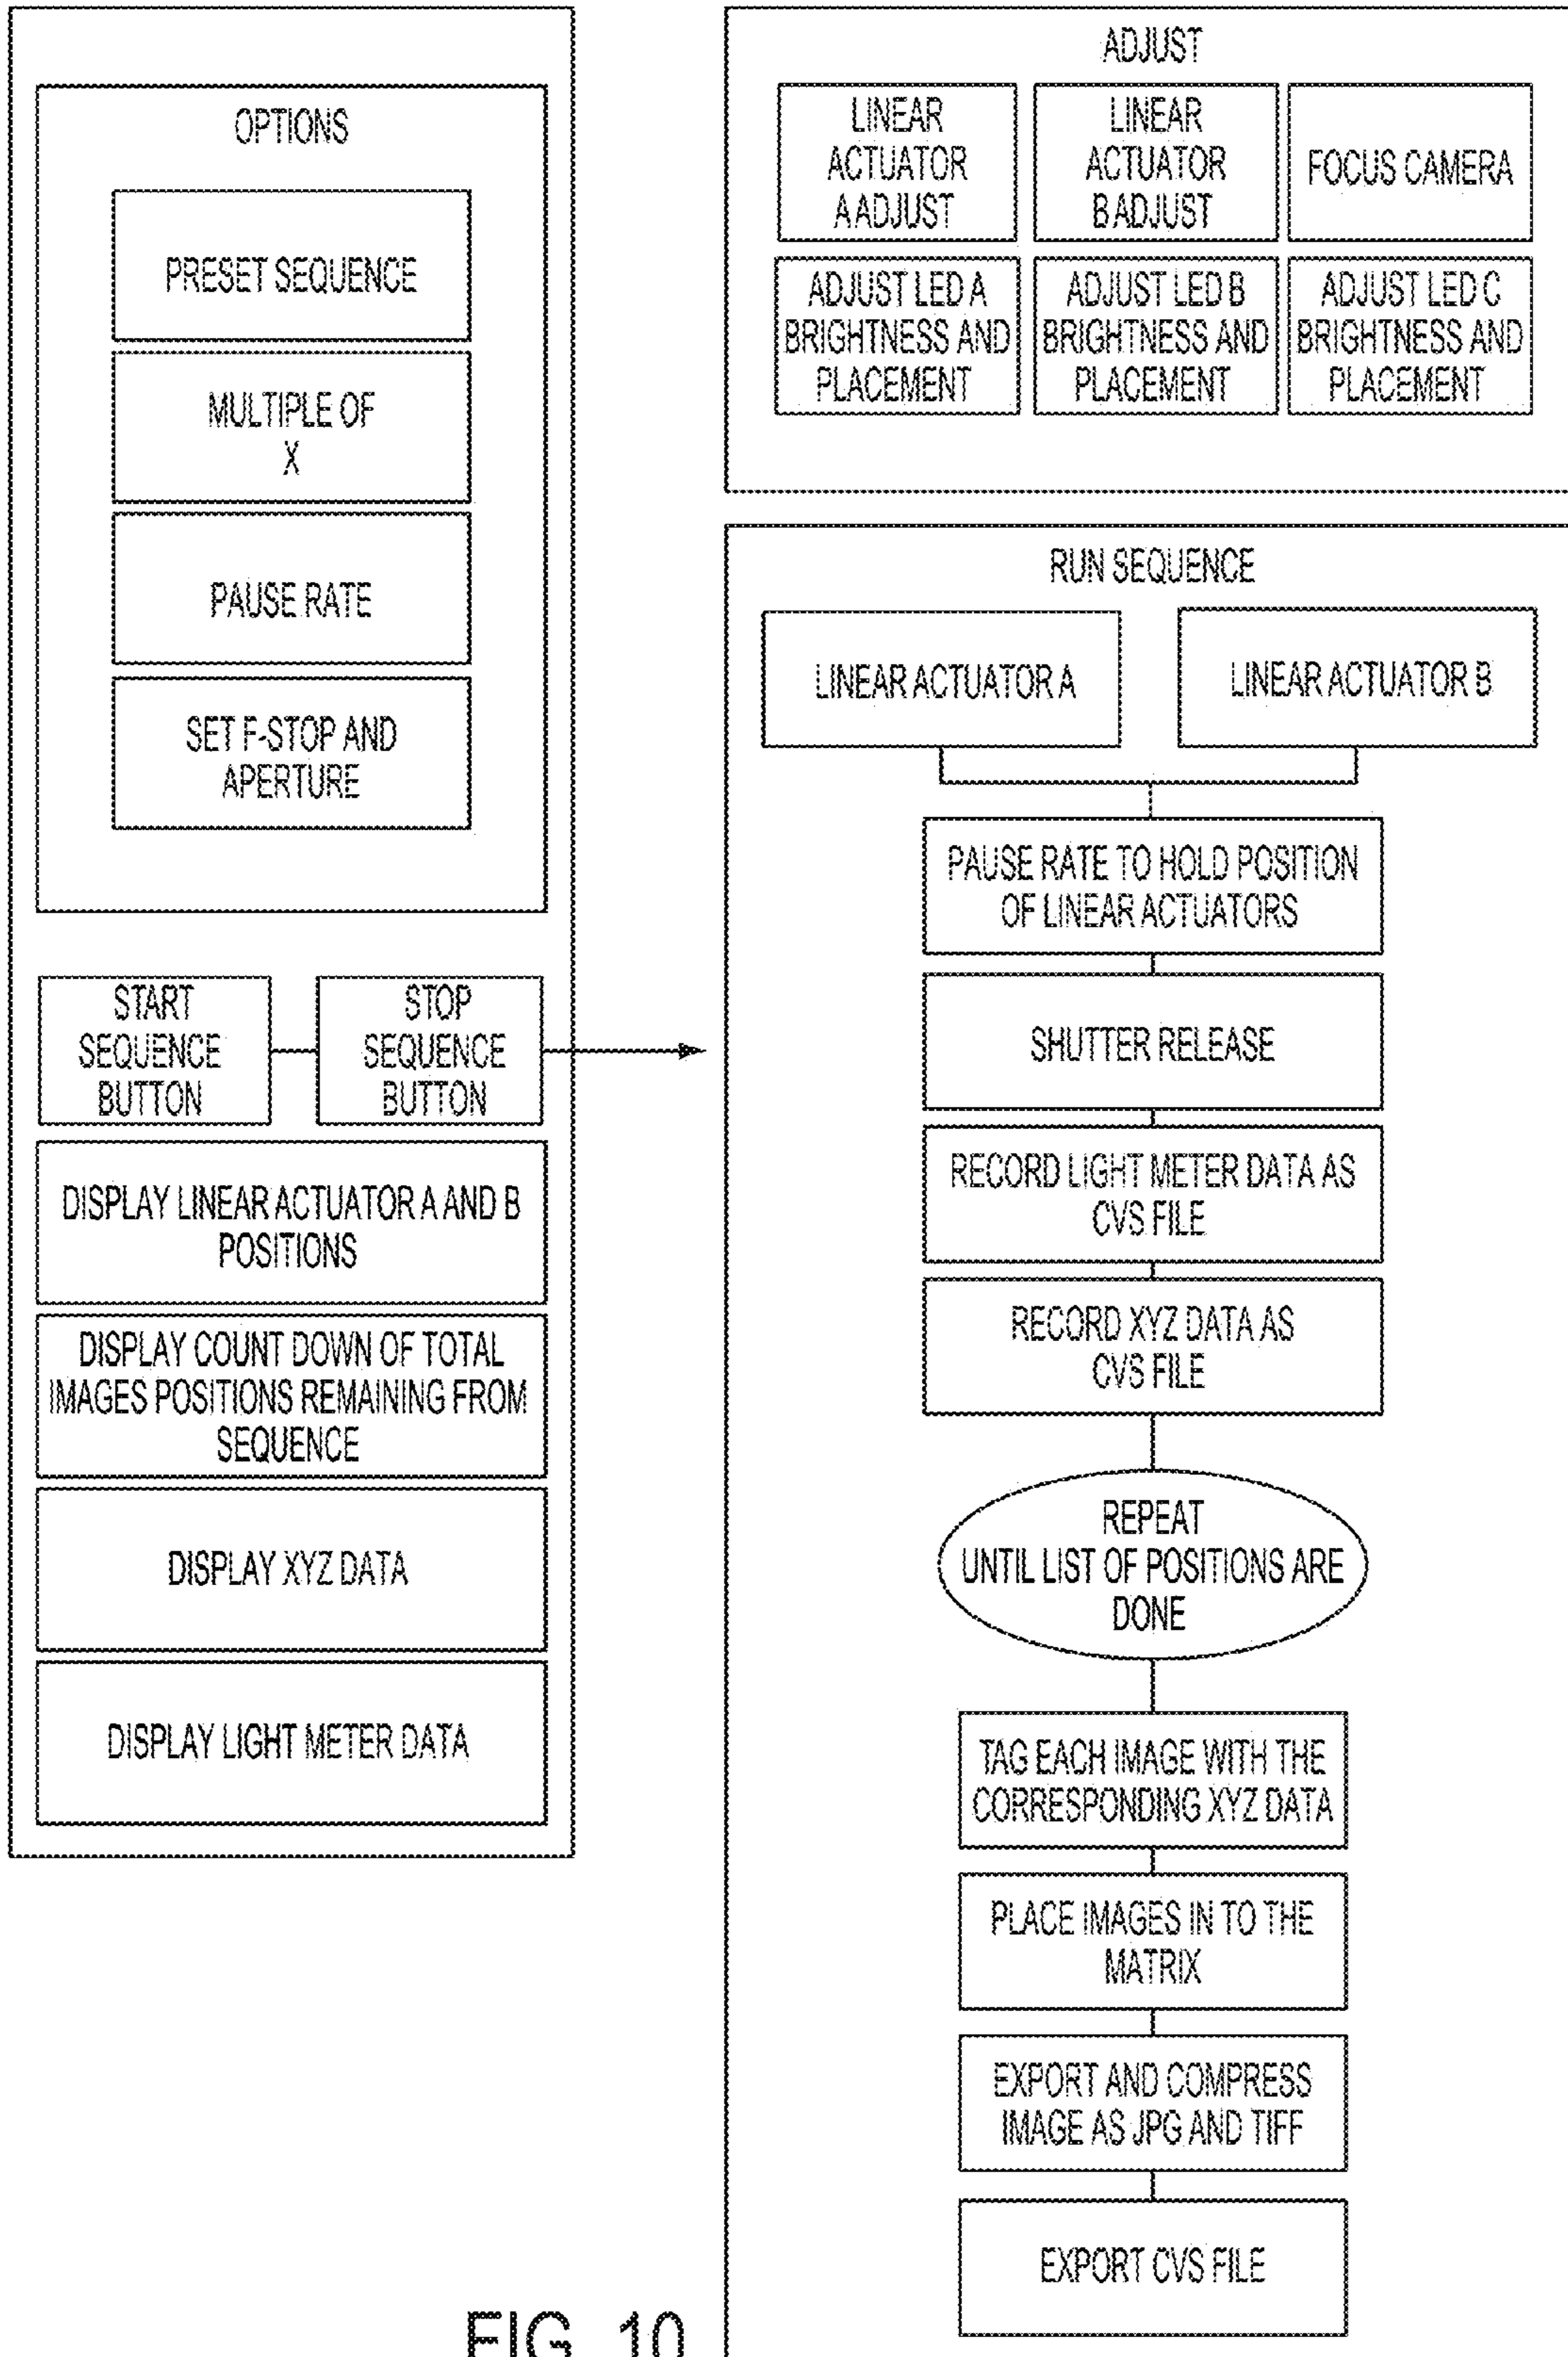 OPTIONS
PRESET SEQUENCE
MULTIPLE OF
X
PAUSE RATE
SET F-STOP AND
APERTURE
START
SEQUENCE
BUTTON
STOP
SEQUENCE
BUTTON
DISPLAY LINEAR ACTUATOR A AND B
POSITIONS
DISPLAY COUNT DOWN OF TOTAL
IMAGES POSITIONS REMAINING FROM
SEQUENCE
DISPLAY XYZ DATA
DISPLAY LIGHT METER DATA
ADJUST
LINEAR
ACTUATOR
A ADJUST
LINEAR
ACTUATOR
B ADJUST
FOCUS CAMERA
ADJUST LED A
BRIGHTNESS AND
PLACEMENT
ADJUST LED B
BRIGHTNESS AND
PLACEMENT
ADJUST LED C
BRIGHTNESS AND
PLACEMENT
RUN SEQUENCE
LINEAR ACTUATOR A
LINEAR ACTUATOR B
PAUSE RATE TO HOLD POSITION
OF LINEAR ACTUATORS
SHUTTER RELEASE
RECORD LIGHT METER DATA AS
CVS FILE
RECORD XYZ DATA AS
CVS FILE
REPEAT
UNTIL LIST OF POSITIONS ARE
DONE
TAG EACH IMAGE WITH THE
CORRESPONDING XYZ DATA
PLACE IMAGES IN TO THE
MATRIX
EXPORT AND COMPRESS
IMAGE AS JPG AND TIFF
EXPORT CVS FILE
FIG. 10